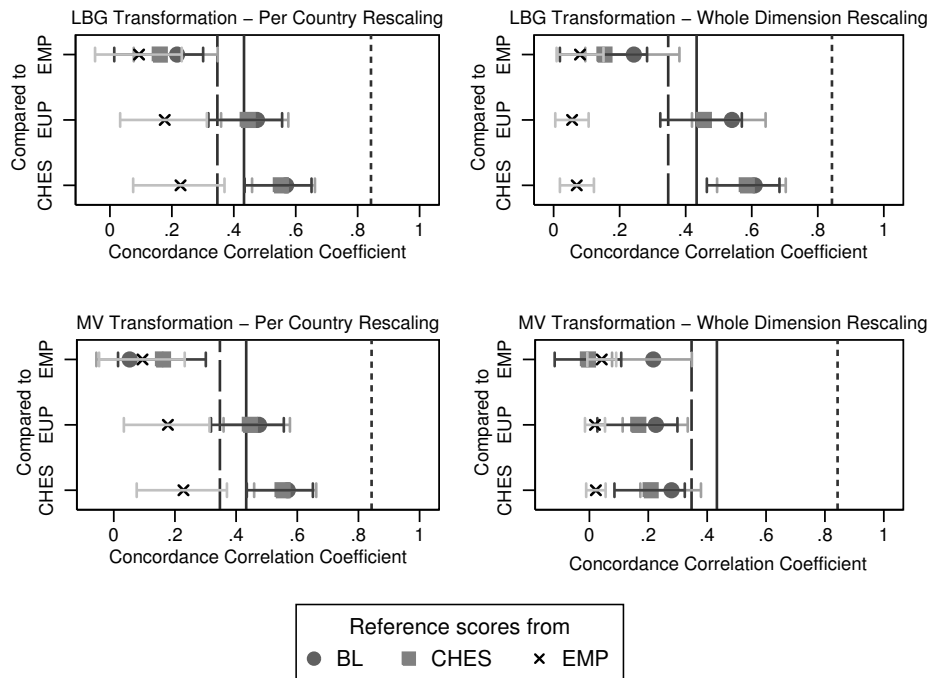 LBG Transformation − Per Country Rescaling
Compared to
EMP
EUP
CHES
0 .2 .4 .6 .8 1
Concordance Correlation Coefficient
LBG Transformation − Whole Dimension Rescaling
Compared to
EMP
EUP
CHES
0 .2 .4 .6 .8 1
Concordance Correlation Coefficient
MV Transformation − Per Country Rescaling
Compared to
EMP
EUP
CHES
0 .2 .4 .6 .8 1
Concordance Correlation Coefficient
MV Transformation − Whole Dimension Rescaling
Compared to
EMP
EUP
CHES
0 .2 .4 .6 .8 1
Concordance Correlation Coefficient
Reference scores from
BL CHES EMP